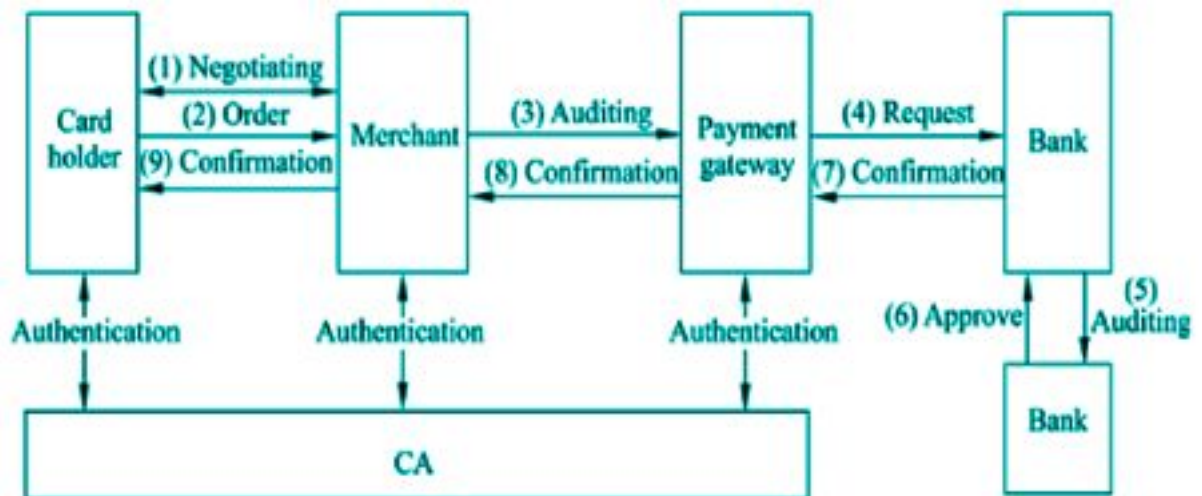 (1) Negotiating
(2) Order
(9) Confirmation
Card
holder
Merchant
(3) Auditing
(8) Confirmation
Payment
gateway
(4) Request
(7) Confirmation
Bank
(6) Approve
(5)
Auditing
Authentication
Authentication
Authentication
Bank
CA